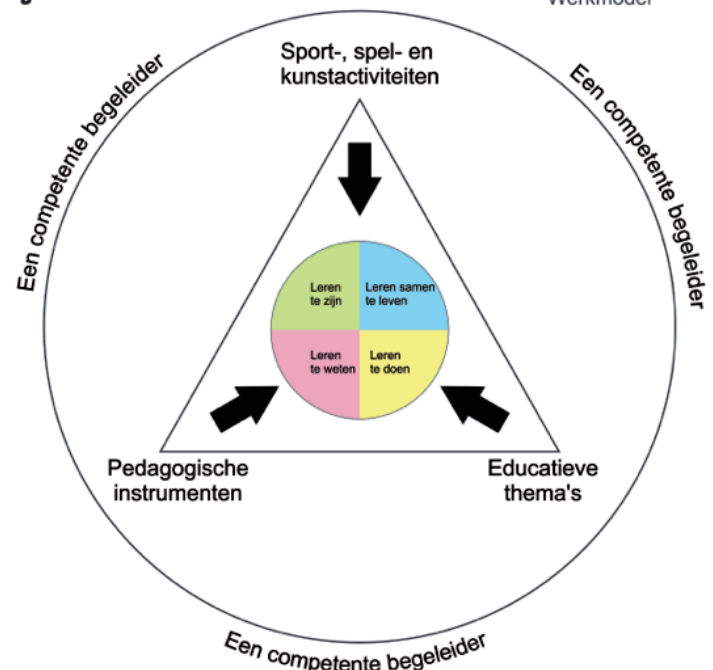 Werkmodel
Sport-, spel- en
kunstactiviteiten
Een competente begeleider
Een competente begeleider
Leren
te zijn
Leren samen
te leven
Leren
te weten
Leren
te doen
Pedagogische
instrumenten
Educatieve
thema's
Een competente begeleider